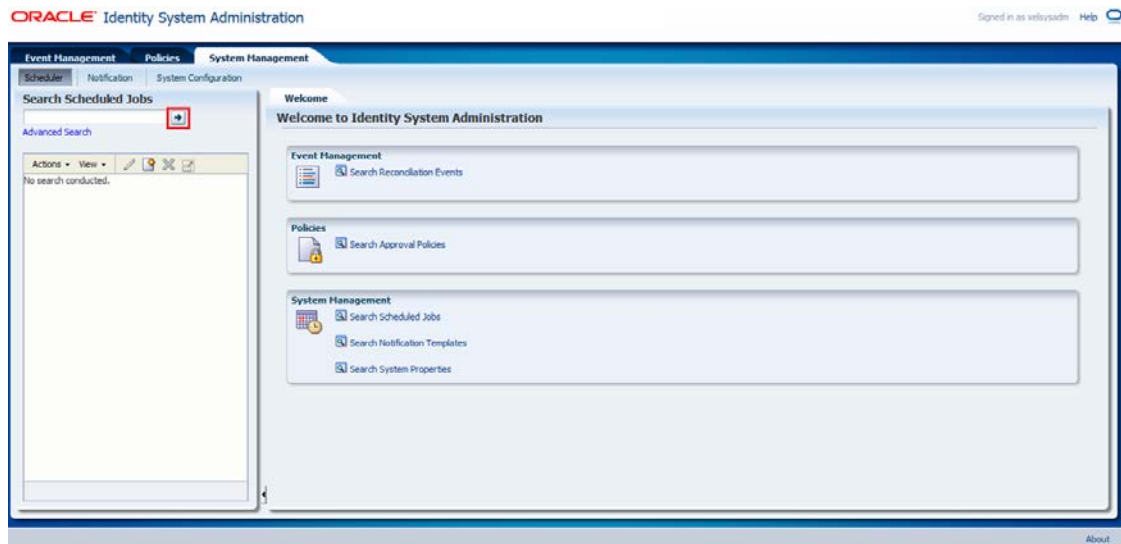 ORACLE Identity System Administration
Signed in as xelsysadm Help
Event Management Policies System Management
Scheduler Notification System Configuration
Search Scheduled Jobs
Advanced Search
Actions View
No search conducted.
Welcome
Welcome to Identity System Administration
Event Management
Search Reconciliation Events
Policies
Search Approval Policies
System Management
Search Scheduled Jobs
Search Notification Templates
Search System Properties
About